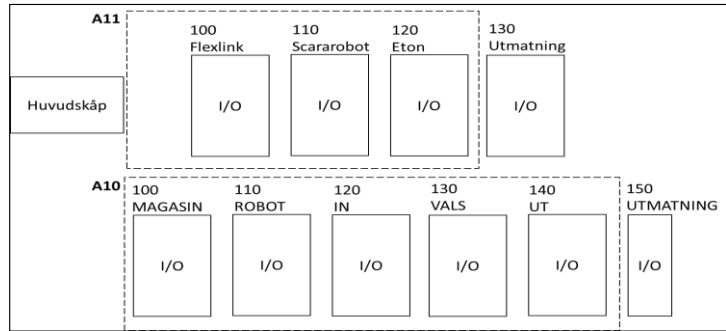 A11
100 110 120 130
Flexlink Scararobot Eton Utmatning
Huvudskåp I/O I/O I/O I/O
A10 100 110 120 130 140 150
MAGASIN ROBOT IN VALS UT UTMATNING
I/O I/O I/O I/O I/O I/O